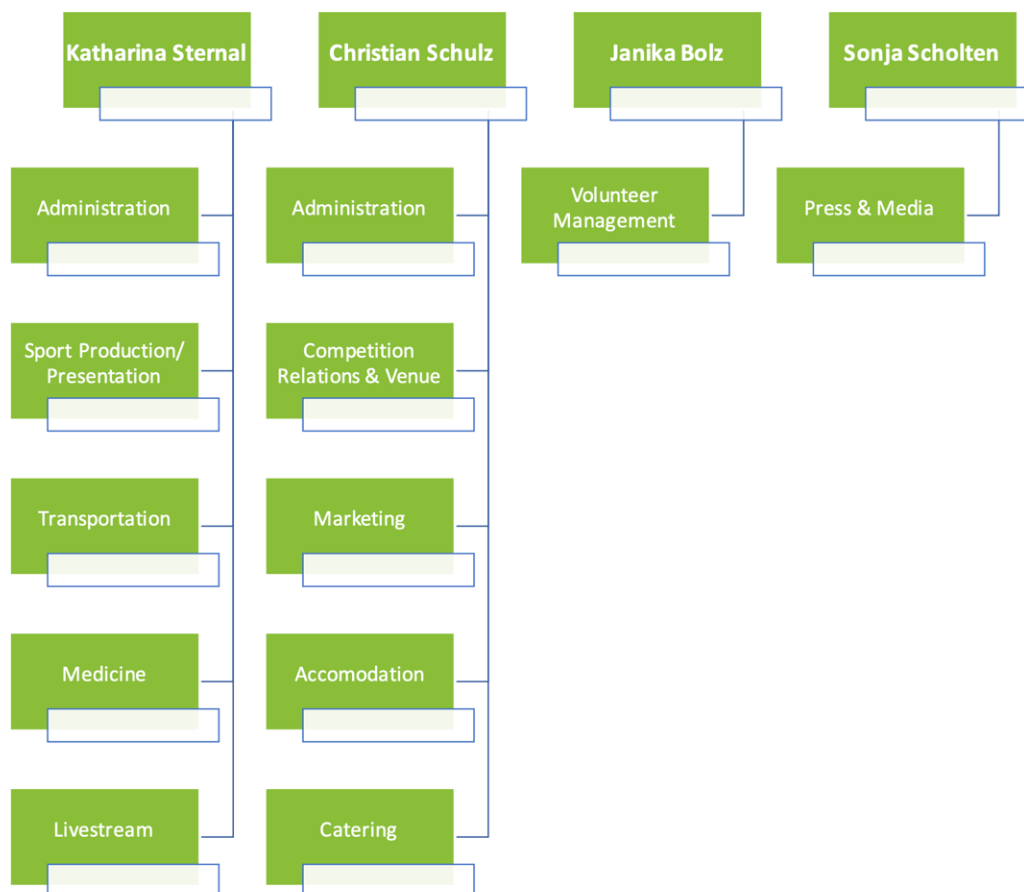 Katharina Sternal
Christian Schulz
Janika Bolz
Sonja Scholten
Administration
Administration
Volunteer
Management
Press & Media
Sport Production/
Presentation
Competition
Relations & Venue
Transportation
Marketing
Medicine
Accomodation
Livestream
Catering